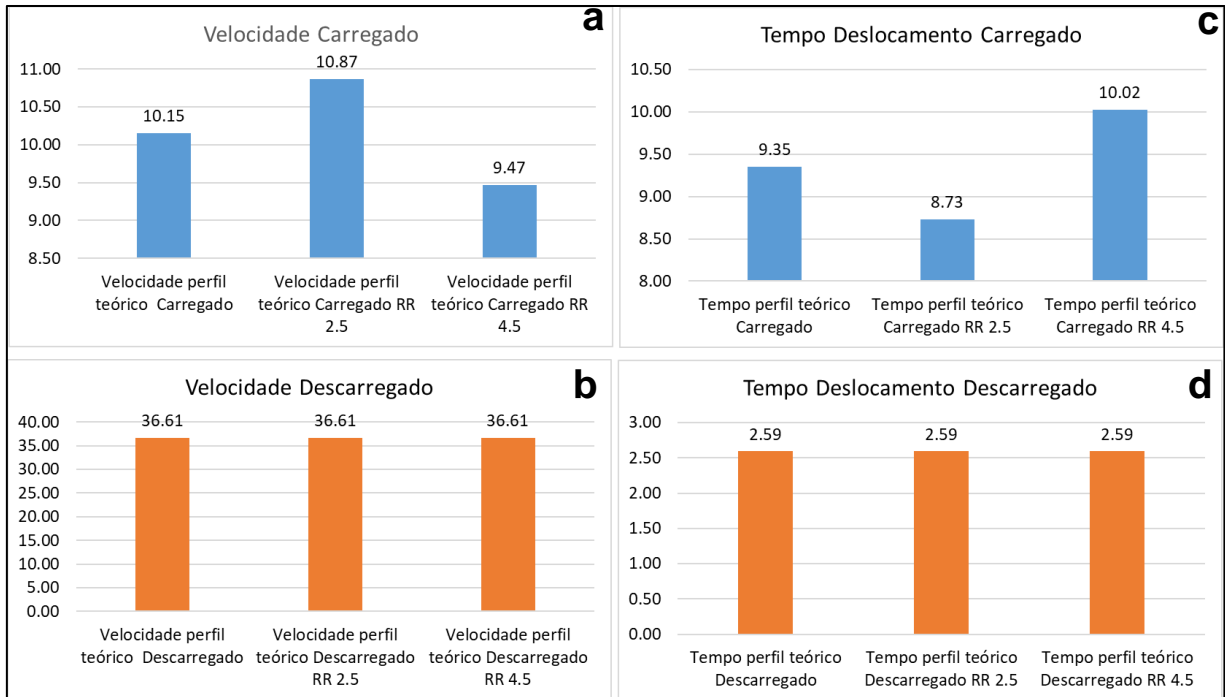 Velocidade Carregado
a
11.00
10.50
10.00
9.50
9.00
8.50
10.15
10.87
9.47
Velocidade perfil
teórico Carregado
Velocidade perfil
teórico Carregado RR
2.5
Velocidade perfil
teórico Carregado RR
4.5
Tempo Deslocamento Carregado
c
10.50
10.00
9.50
9.00
8.50
8.00
9.35
8.73
10.02
Tempo perfil teórico
Carregado
Tempo perfil teórico
Carregado RR 2.5
Tempo perfil teórico
Carregado RR 4.5
Velocidade Descarregado
b
40.00
35.00
30.00
25.00
20.00
15.00
10.00
5.00
0.00
36.61
36.61
36.61
Velocidade perfil
teórico Descarregado
Velocidade perfil
teórico Descarregado
RR 2.5
Velocidade perfil
teórico Descarregado
RR 4.5
Tempo Deslocamento Descarregado
d
3.00
2.50
2.00
1.50
1.00
0.50
0.00
2.59
2.59
2.59
Tempo perfil teórico
Descarregado
Tempo perfil teórico
Descarregado RR 2.5
Tempo perfil teórico
Descarregado RR 4.5